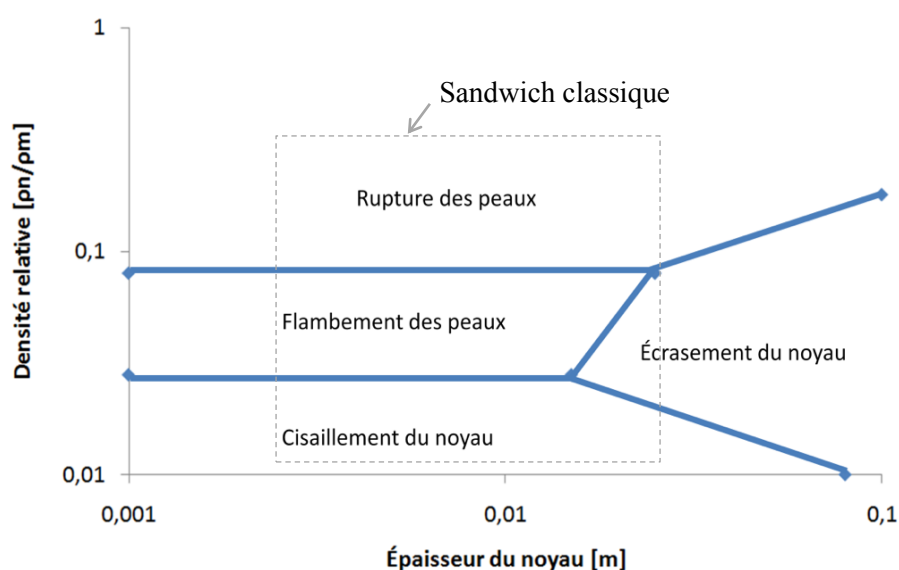 1
Sandwich classique
0,1
0,01
Densité relative [ρn/ρm]
Rupture des peaux
Flambement des peaux
Écrasement du noyau
Cisaillement du noyau
0,001
0,01
0,1
Épaisseur du noyau [m]